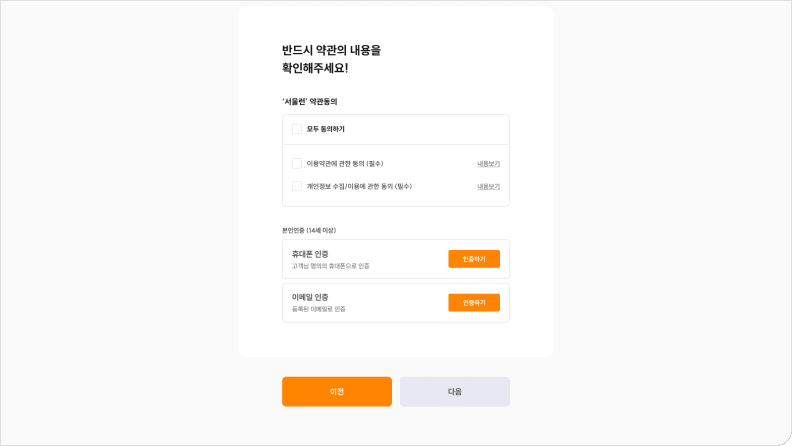 반드시 약관의 내용을
확인해주세요!
'서울런' 약관동의
모두 동의하기
이용약관에 관한 동의 (필수) 내용보기
개인정보 수집/이용에 관한 동의 (필수) 내용보기
본인인증 (14세 이상)
휴대폰 인증
고객님 명의의 휴대폰으로 인증
인증하기
이메일 인증
등록된 이메일로 인증
인증하기
이전 다음